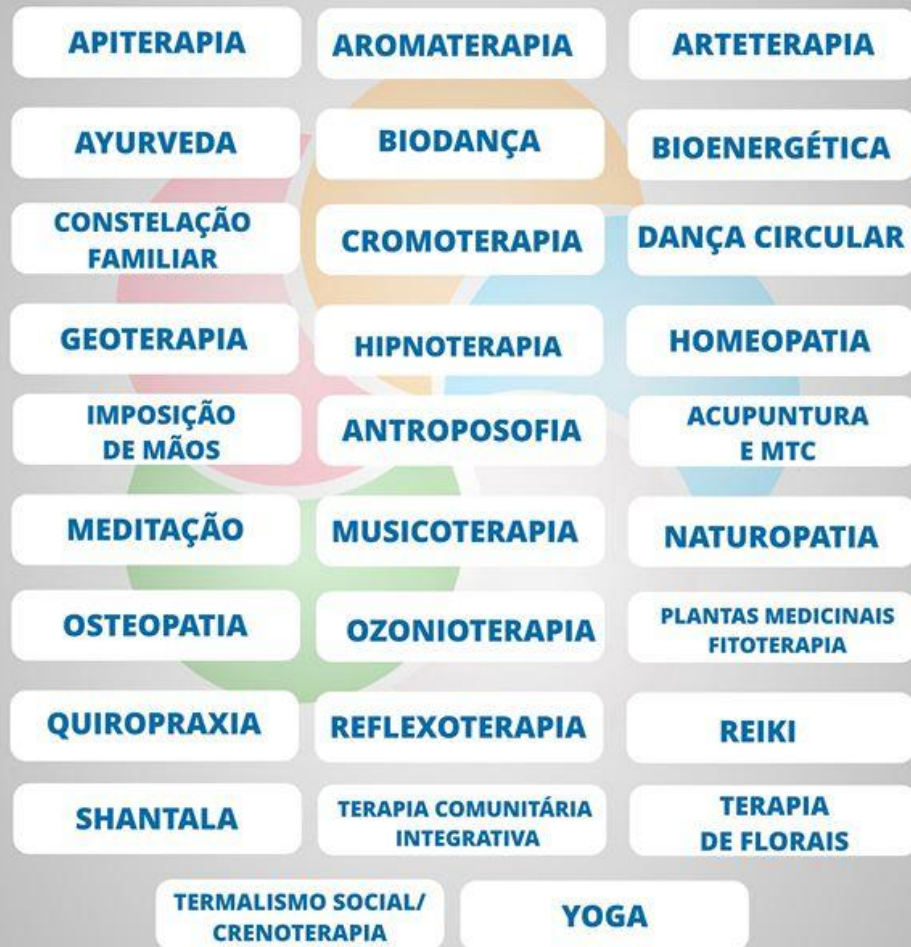 APITERAPIA
AROMATERAPIA
ARTETERAPIA
AYURVEDA
BIODANÇA
BIOENERGÉTICA
CONSTELAÇÃO
FAMILIAR
CROMOTERAPIA
DANÇA CIRCULAR
GEOTERAPIA
HIPNOTERAPIA
HOMEOPATIA
IMPOSIÇÃO
DE MÃOS
ANTROPOSOFIA
ACUPUNTURA
E MTC
MEDITAÇÃO
MUSICOTERAPIA
NATUROPATIA
OSTEOPATIA
OZONIOTERAPIA
PLANTAS MEDICINAIS
FITOTERAPIA
QUIROPRAXIA
REFLEXOTERAPIA
REIKI
SHANTALA
TERAPIA COMUNITÁRIA
INTEGRATIVA
TERAPIA
DE FLORAIS
TERMALISMO SOCIAL/
CRENOTERAPIA
YOGA